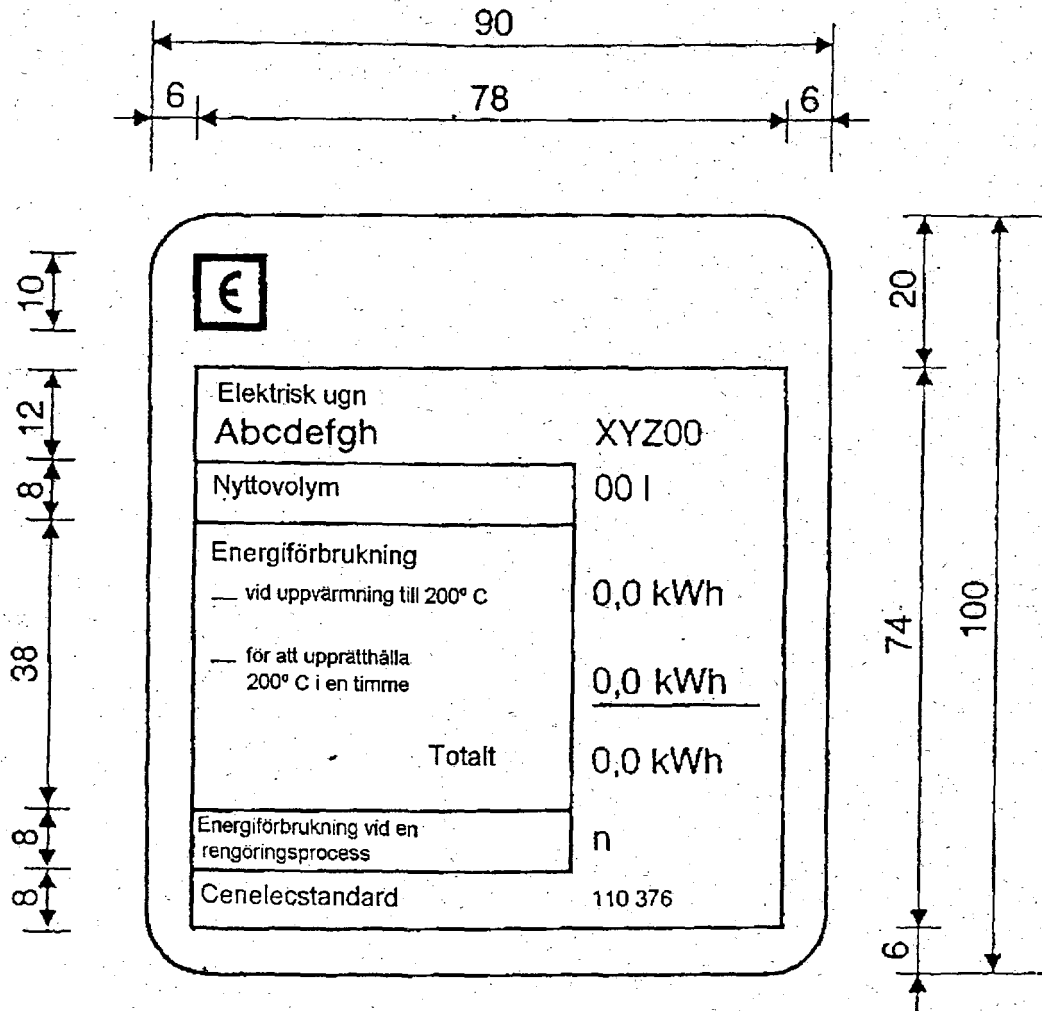 90
6 78 6
10
20
Є
12
Elektrisk ugn
Abcdefgh XYZ00
8
Nyttovolym 00 l
38
Energiförbrukning
— vid uppvärmning till 200° C 0,0 kWh
— för att upprätthålla
200° C i en timme 0,0 kWh
74
100
Totalt 0,0 kWh
8
Energiförbrukning vid en
rengöringsprocess n
8
Cenelecstandard 110 376
6